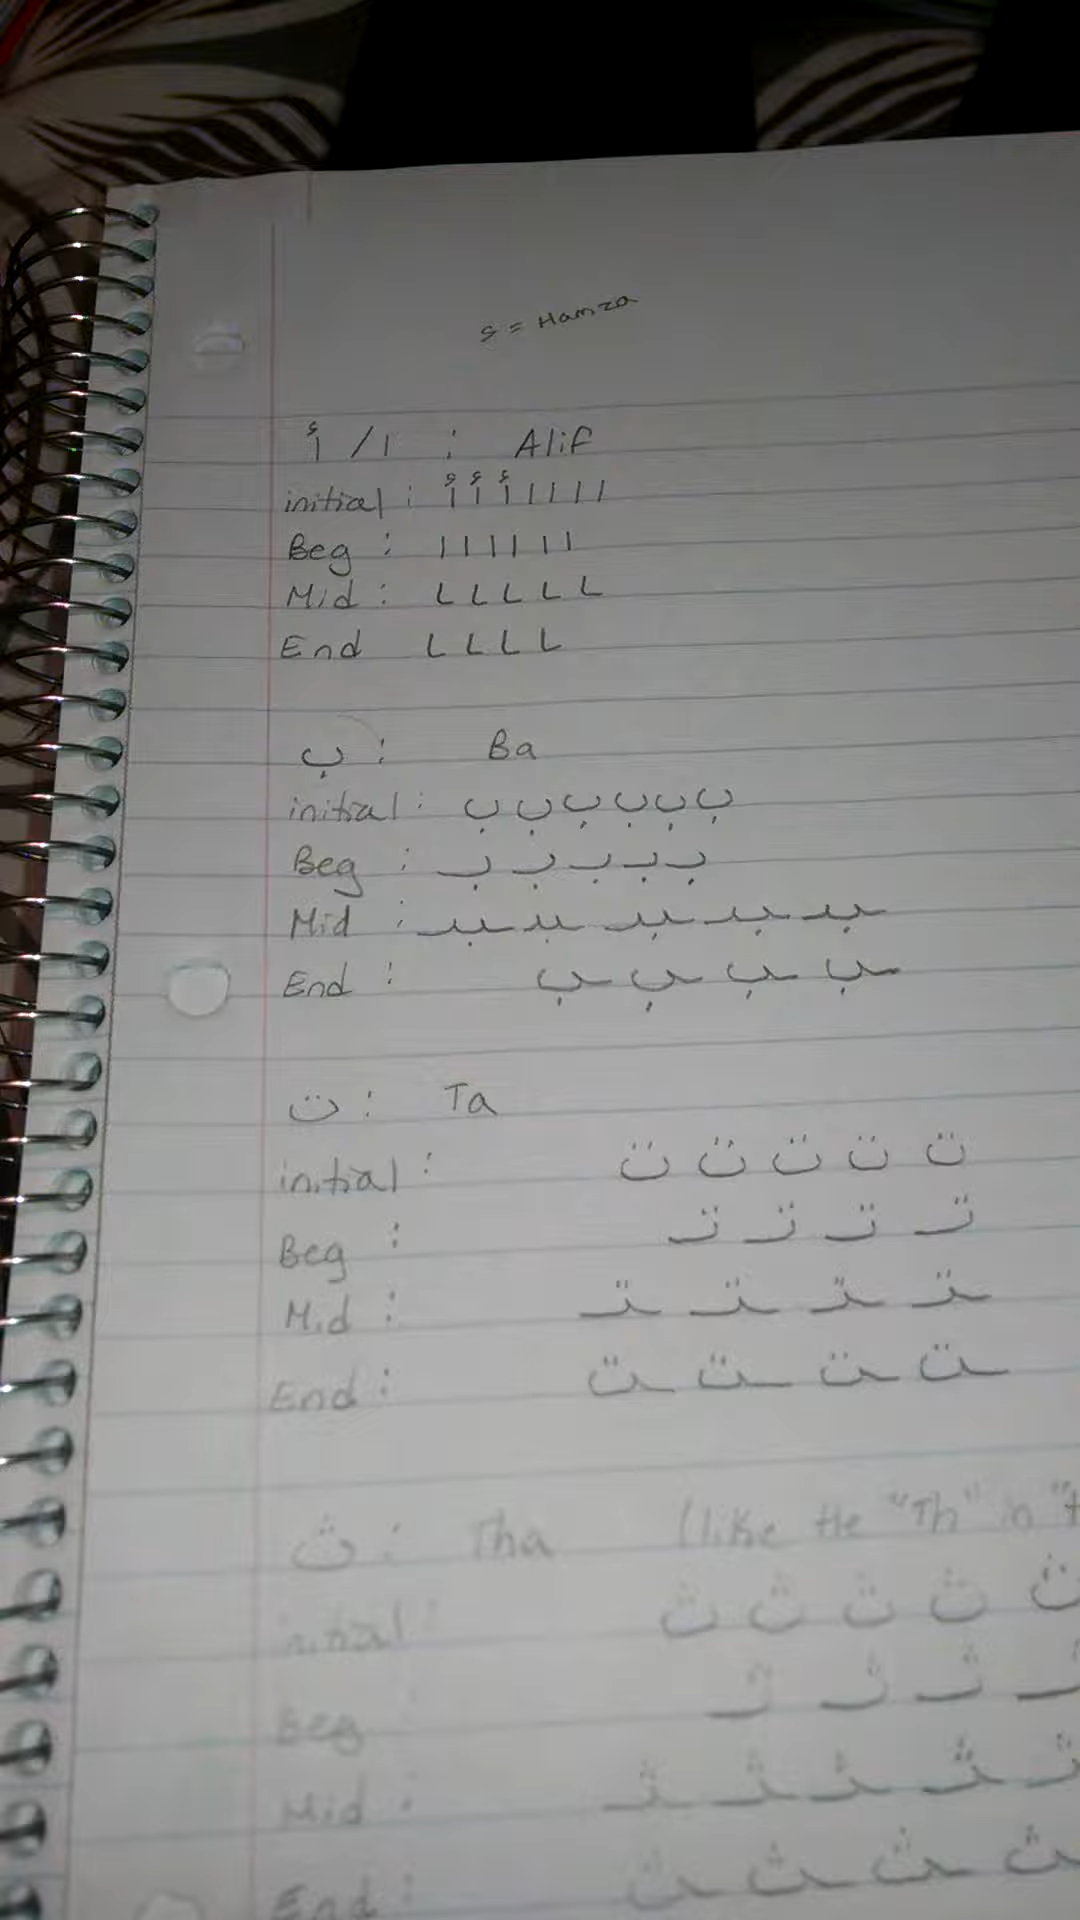 ء = Hamza
أ / ا : Alif
initial : أ أ أ ا ا ا ا
Beg : ا ا ا ا ا ا
Mid : ـا ـا ـا ـا ـا
End ـا ـا ـا ـا
ب : Ba
initial : ب ب ب ب ب ب
Beg : بـ بـ بـ بـ بـ
Mid : ـبـ ـبـ ـبـ ـبـ ـبـ
End : ـب ـب ـب ـب
ت : Ta
initial : ت ت ت ت ت
Beg : تـ تـ تـ تـ
Mid : ـتـ ـتـ ـتـ ـتـ
End : ـت ـت ـت ـت
ث : Tha (like the "Th" in "t
initial : ث ث ث ث ث
Beg ثـ ثـ ثـ ثـ
Mid : ـثـ ـثـ ـثـ ـثـ ـثـ
End : ـث ـث ـث ـث